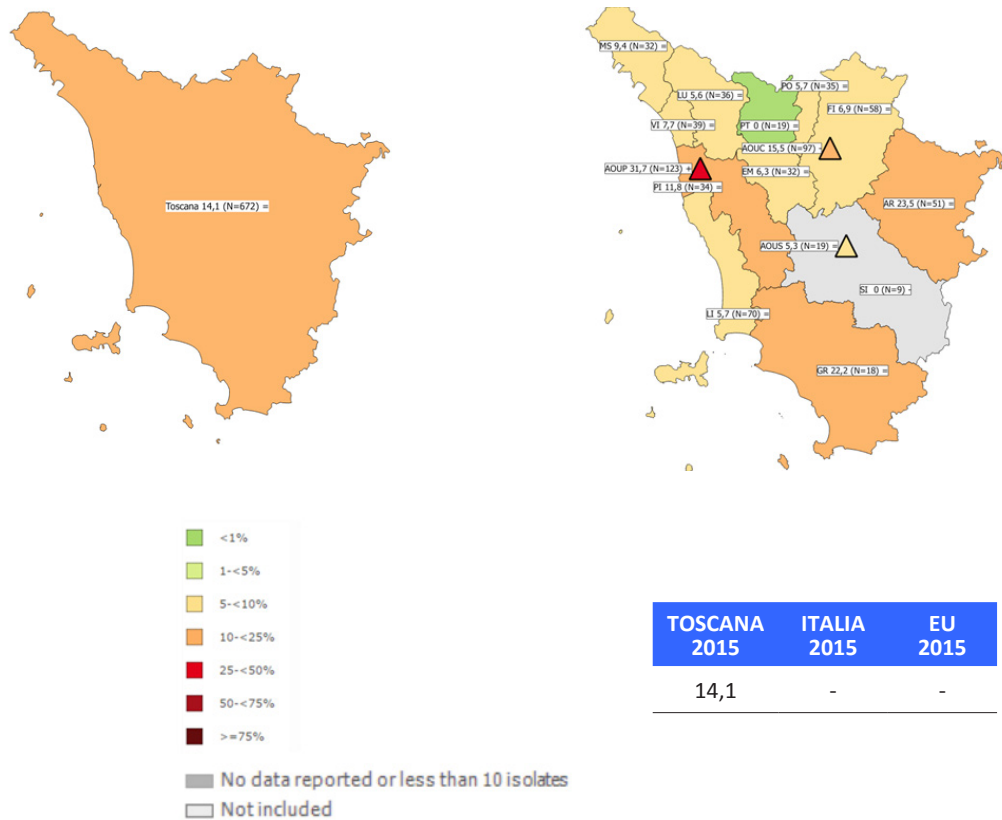 Toscana 14,1 (N=672) =
MS 9,4 (N=32) =
LU 5,6 (N=36) =
PO 5,7 (N=35) =
FI 6,9 (N=58) =
VI 7,7 (N=39) =
PT 0 (N=19) =
AOUC 15,5 (N=97) -
AOUP 31,7 (N=123) +
EM 6,3 (N=32) =
PI 11,8 (N=34) =
AR 23,5 (N=51) =
AOUS 5,3 (N=19) =
SI 0 (N=9) -
LI 5,7 (N=70) =
GR 22,2 (N=18) =
<1%
1-<5%
5-<10%
10-<25%
25-<50%
50-<75%
>=75%
No data reported or less than 10 isolates
Not included
TOSCANA 2015 ITALIA 2015 EU 2015
14,1 - -